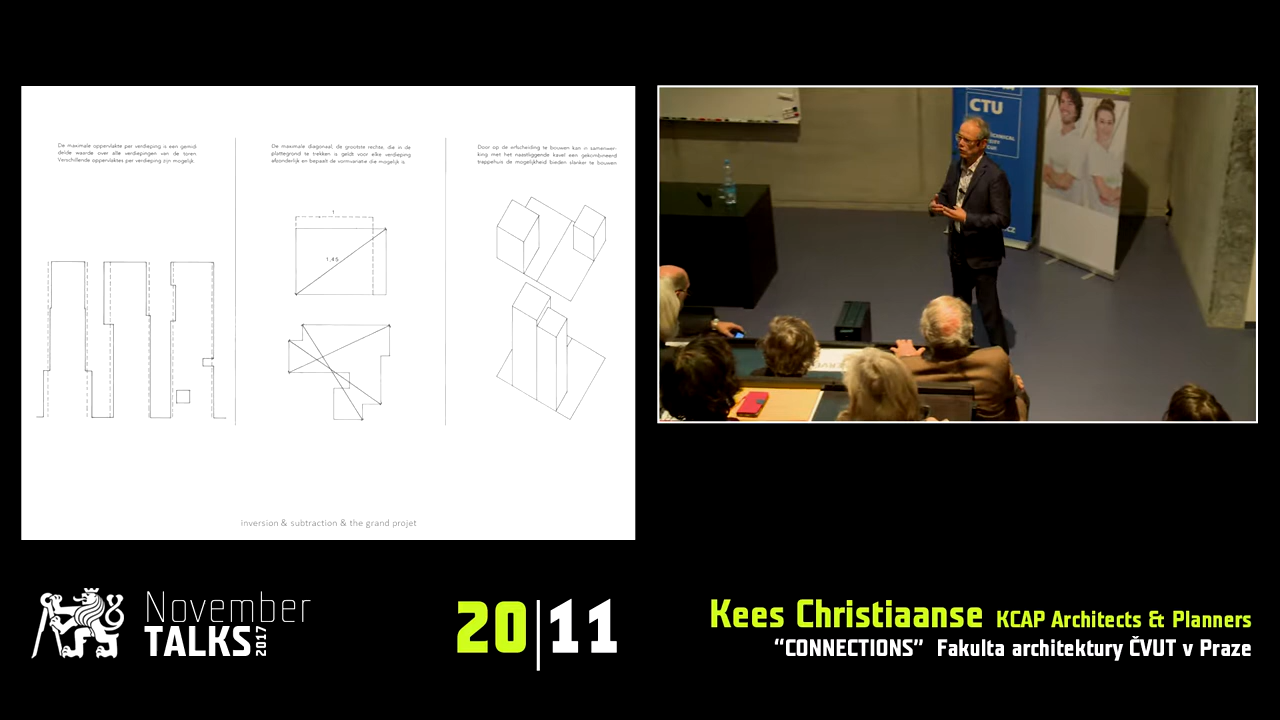 De maximale oppervlakte per verdieping is een gemid-
delde waarde over alle verdiepingen van de toren.
Verschillende oppervlaktes per verdieping zijn mogelijk.
De maximale diagonaal, de grootste rechte, die in de
plattegrond te trekken is geldt voor elke verdieping
afzonderlijk en bepaalt de vormvariatie die mogelijk is.
Door op de erfscheiding te bouwen kan in samenwer-
king met het naastliggende kavel een gekombineerd
trappehuis de mogelijkheid bieden slanker te bouwen
1
1,45
inversion & subtraction & the grand projet
CTU
November
TALKS 2017
20|11
Kees Christiaanse KCAP Architects & Planners
“CONNECTIONS” Fakulta architektury ČVUT v Praze